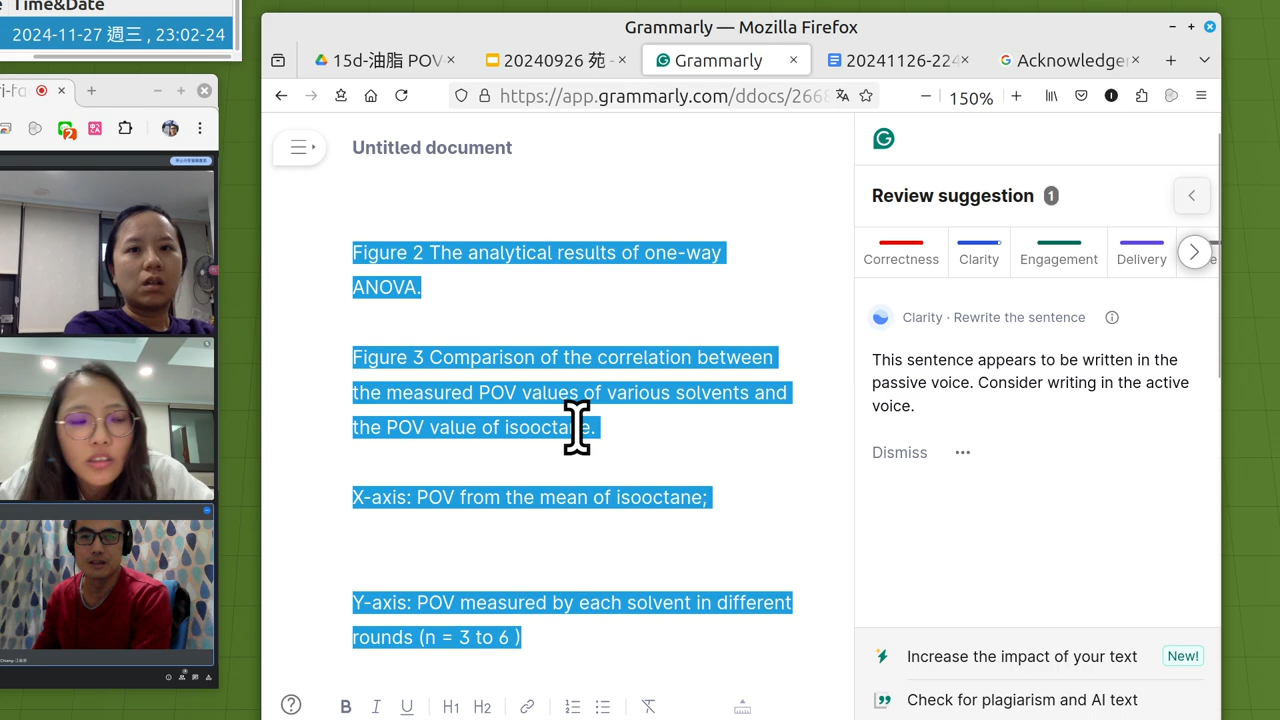 Time&Date
2024-11-27 週三 , 23:02-24
Grammarly — Mozilla Firefox
15d-油脂 POV
20240926 苑 -
Grammarly
20241126-224
Acknowledge
https://app.grammarly.com/ddocs/2668
150%
2
Untitled document
Figure 2 The analytical results of one-way
ANOVA.
Figure 3 Comparison of the correlation between
the measured POV values of various solvents and
the POV value of isooctane.
X-axis: POV from the mean of isooctane;
Y-axis: POV measured by each solvent in different
rounds (n = 3 to 6 )
B I U H1 H2
Review suggestion 1
Correctness
Clarity
Engagement
Delivery
Clarity · Rewrite the sentence
This sentence appears to be written in the
passive voice. Consider writing in the active
voice.
Dismiss
Increase the impact of your text New!
Check for plagiarism and AI text